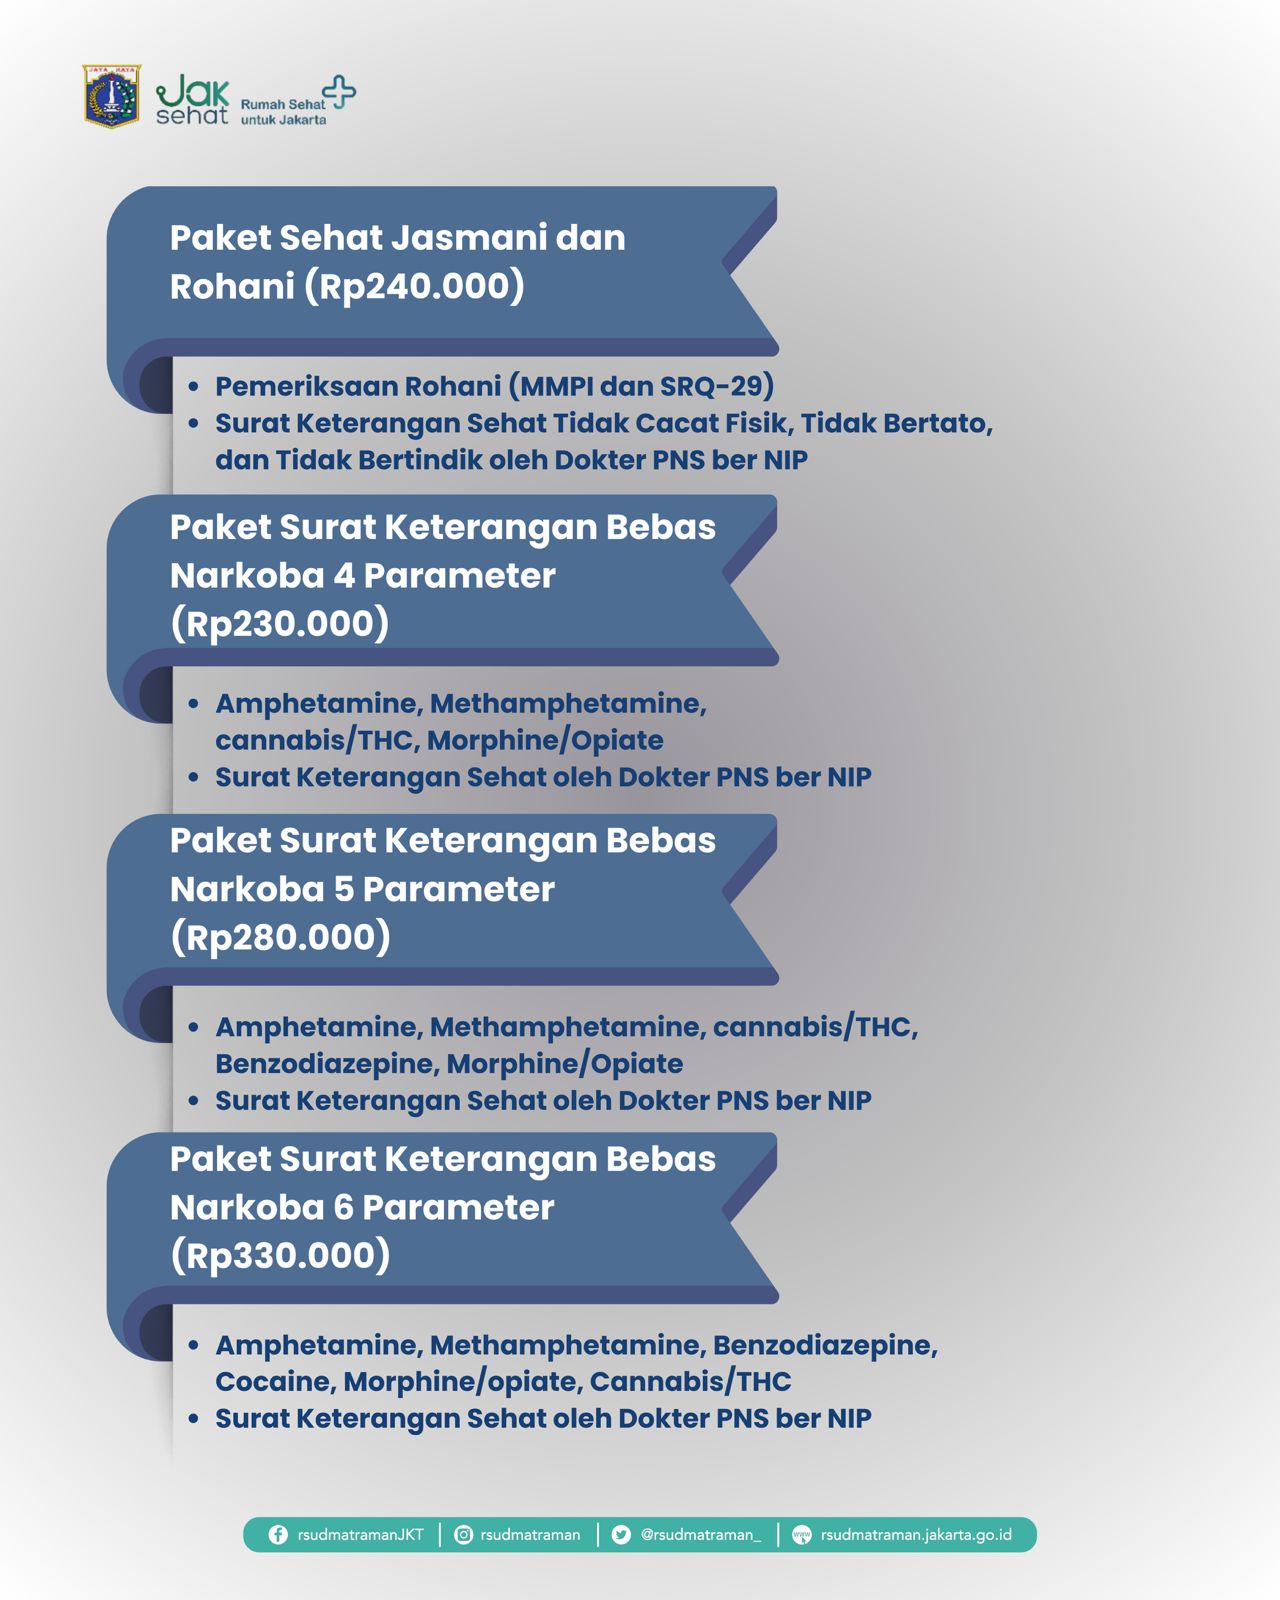 JAYA RAYA
Jak
sehat
Rumah Sehat
untuk Jakarta
Paket Sehat Jasmani dan
Rohani (Rp240.000)
• Pemeriksaan Rohani (MMPI dan SRQ-29)
• Surat Keterangan Sehat Tidak Cacat Fisik, Tidak Bertato,
dan Tidak Bertindik oleh Dokter PNS ber NIP
Paket Surat Keterangan Bebas
Narkoba 4 Parameter
(Rp230.000)
• Amphetamine, Methamphetamine,
cannabis/THC, Morphine/Opiate
• Surat Keterangan Sehat oleh Dokter PNS ber NIP
Paket Surat Keterangan Bebas
Narkoba 5 Parameter
(Rp280.000)
• Amphetamine, Methamphetamine, cannabis/THC,
Benzodiazepine, Morphine/Opiate
• Surat Keterangan Sehat oleh Dokter PNS ber NIP
Paket Surat Keterangan Bebas
Narkoba 6 Parameter
(Rp330.000)
• Amphetamine, Methamphetamine, Benzodiazepine,
Cocaine, Morphine/opiate, Cannabis/THC
• Surat Keterangan Sehat oleh Dokter PNS ber NIP
rsudmatramanJKT | rsudmatraman | @rsudmatraman_ | www rsudmatraman.jakarta.go.id